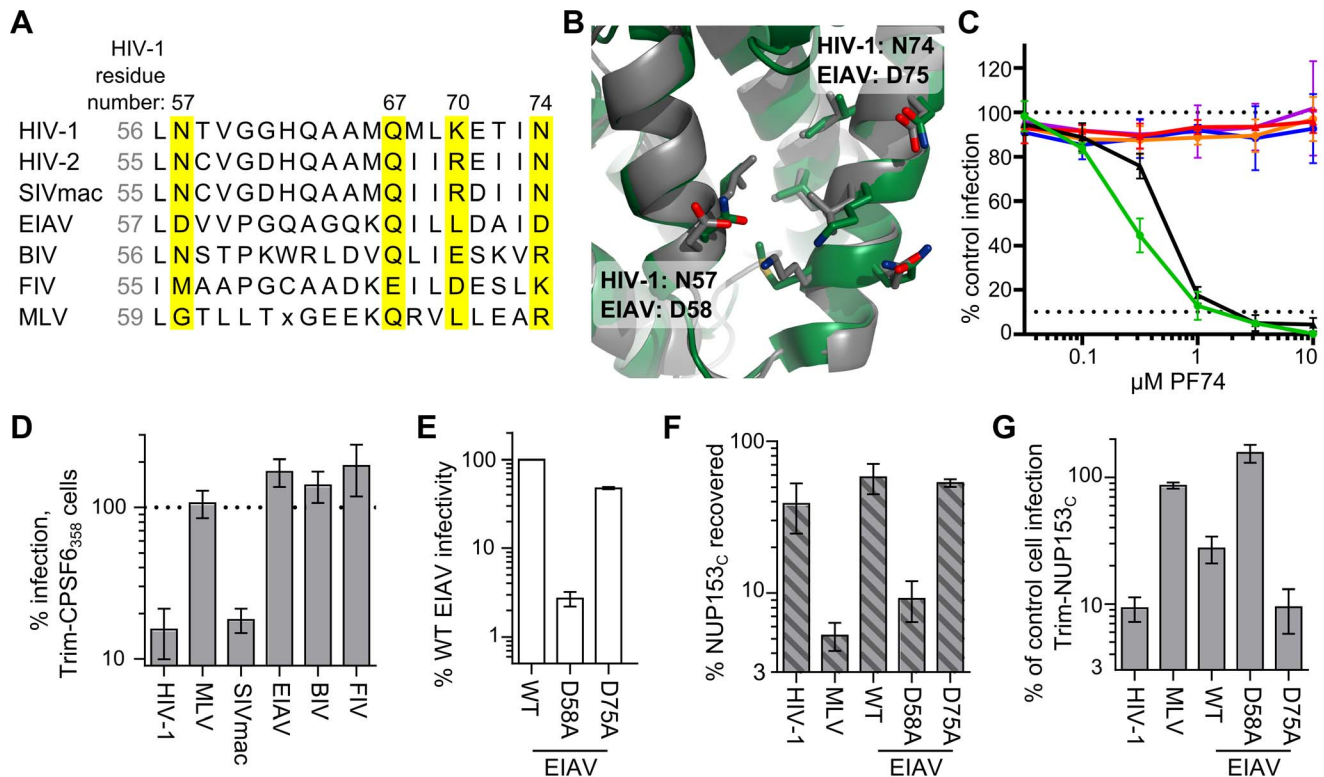 A
HIV-1
residue
number: 57 67 70 74
HIV-1 56 L N T V G G H Q A A M Q M L K E T I N
HIV-2 55 L N C V G D H Q A A M Q I I R E I I N
SIVmac 55 L N C V G D H Q A A M Q I I R D I I N
EIAV 57 L D V V P G Q A G Q K Q I L L D A I D
BIV 56 L N S T P K W R L D V Q L I E S K V R
FIV 55 I M A A P G C A A D K E I L D E S L K
MLV 59 L G T L L T x G E E K Q R V L L E A R
B
HIV-1: N74
EIAV: D75
HIV-1: N57
EIAV: D58
C
% control infection
120
100
80
60
40
20
0
0.1 1 10
µM PF74
D
% infection,
Trim-CPSF6358 cells
100
10
HIV-1
MLV
SIVmac
EIAV
BIV
FIV
E
% WT EIAV infectivity
100
10
1
WT
D58A
D75A
EIAV
F
% NUP153C recovered
100
10
3
HIV-1
MLV
WT
D58A
D75A
EIAV
G
% of control cell infection
Trim-NUP153C
100
10
3
HIV-1
MLV
WT
D58A
D75A
EIAV